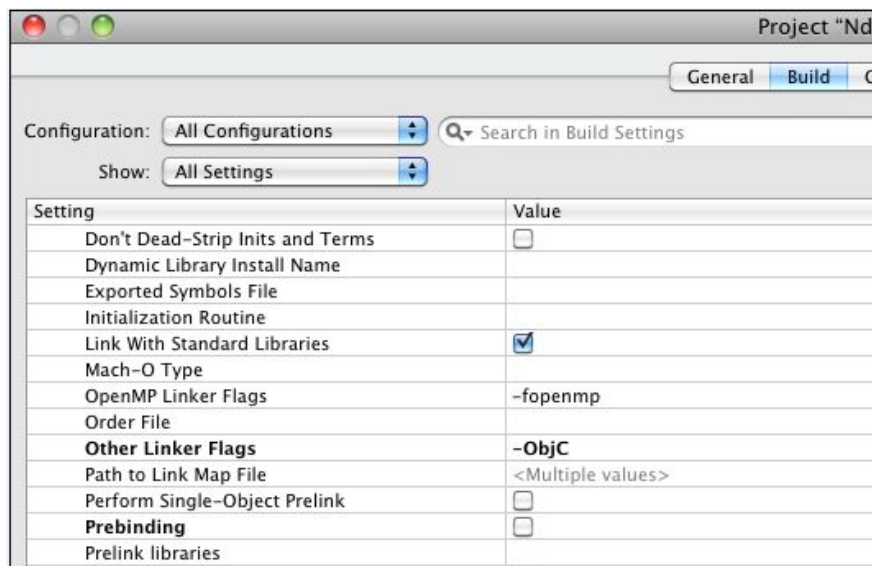 Project “Nd
General Build C
Configuration: All Configurations Search in Build Settings
Show: All Settings
Setting Value
Don't Dead-Strip Inits and Terms
Dynamic Library Install Name
Exported Symbols File
Initialization Routine
Link With Standard Libraries
Mach-O Type
OpenMP Linker Flags -fopenmp
Order File
Other Linker Flags -ObjC
Path to Link Map File <Multiple values>
Perform Single-Object Prelink
Prebinding
Prelink libraries